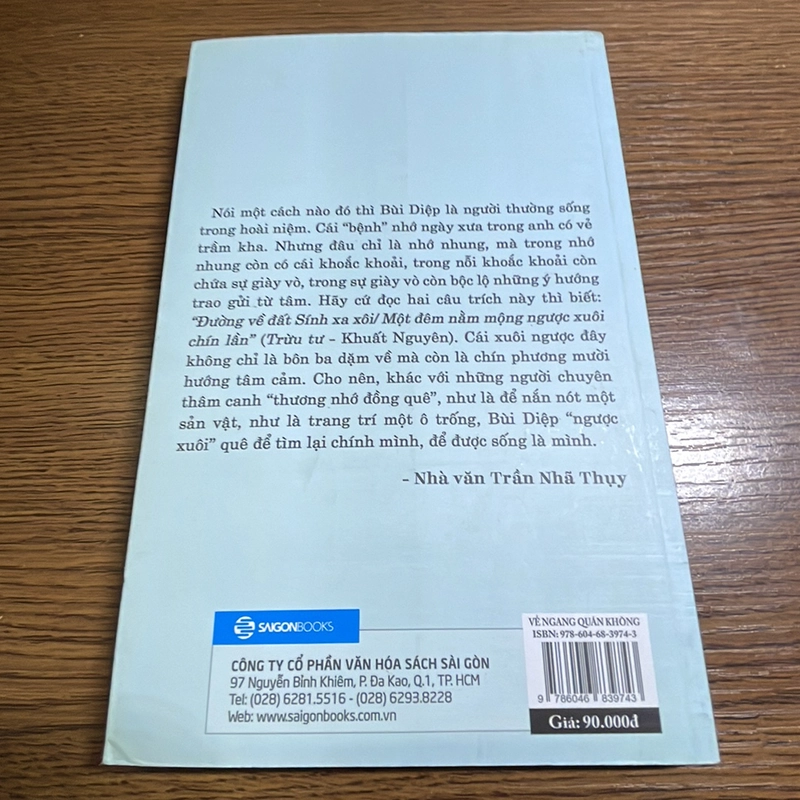 Nói một cách nào đó thì Bùi Diệp là người thường sống
trong hoài niệm. Cái “bệnh” nhớ ngày xưa trong anh có vẻ
trầm kha. Nhưng đâu chỉ là nhớ nhung, mà trong nhớ
nhung còn có cái khoắc khoải, trong nỗi khoắc khoải còn
chứa sự giày vò, trong sự giày vò còn bộc lộ những ý hướng
trao gửi từ tâm. Hãy cứ đọc hai câu trích này thì biết:
“Đường về đất Sính xa xôi/ Một đêm nằm mộng ngược xuôi
chín lần” (Trừu tư - Khuất Nguyên). Cái xuôi ngược đây
không chỉ là bôn ba dặm về mà còn là chín phương mười
hướng tâm cảm. Cho nên, khác với những người chuyên
thâm canh “thương nhớ đồng quê”, như là để nắn nót một
sản vật, như là trang trí một ô trống, Bùi Diệp “ngược
xuôi” quê để tìm lại chính mình, để được sống là mình.
- Nhà văn Trần Nhã Thụy
SAIGONBOOKS
CÔNG TY CỔ PHẦN VĂN HÓA SÁCH SÀI GÒN
97 Nguyễn Bỉnh Khiêm, P. Đa Kao, Q.1, TP. HCM
Tel: (028) 6281.5516 - (028) 6293.8228
Web: www.saigonbooks.com.vn
VỀ NGANG QUÁN KHÔNG
ISBN: 978-604-68-3974-3
9 786046 839743
Giá: 90.000đ